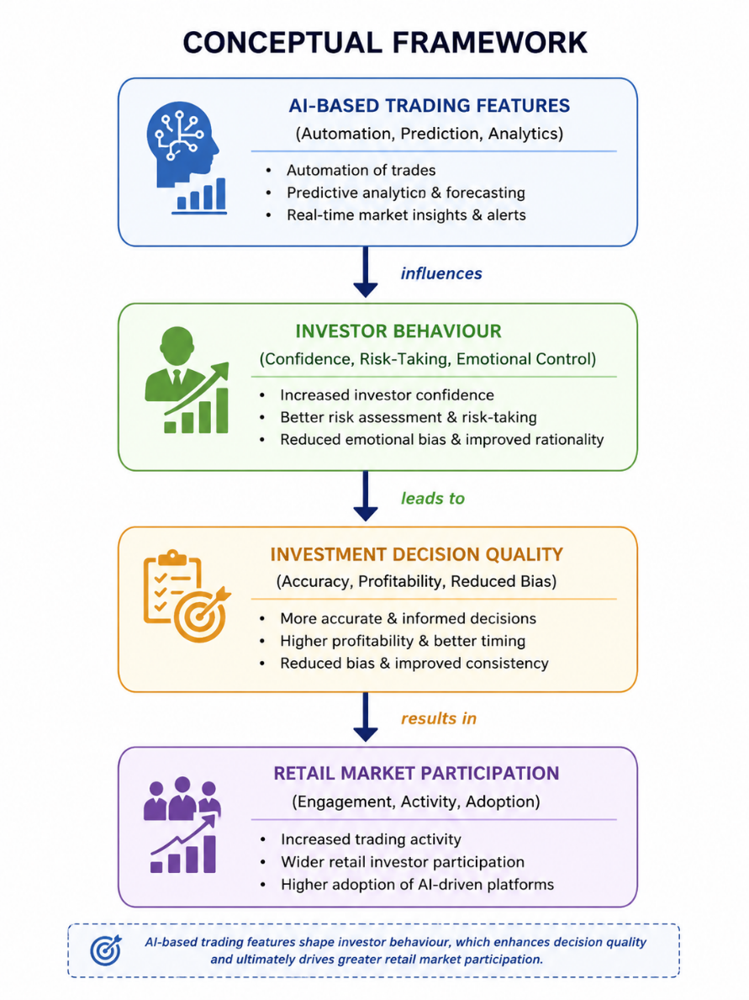 CONCEPTUAL FRAMEWORK
AI-BASED TRADING FEATURES
(Automation, Prediction, Analytics)
• Automation of trades
• Predictive analyticn & forecasting
• Real-time market insights & alerts
influences
INVESTOR BEHAVIOUR
(Confidence, Risk-Taking, Emotional Control)
• Increased investor confidence
• Better risk assessment & risk-taking
• Reduced emotional bias & improved rationality
leads to
INVESTMENT DECISION QUALITY
(Accuracy, Profitability, Reduced Bias)
• More accurate & informed decisions
• Higher profitability & better timing
• Reduced bias & improved consistency
results in
RETAIL MARKET PARTICIPATION
(Engagement, Activity, Adoption)
• Increased trading activity
• Wider retail investor participation
• Higher adoption of AI-driven platforms
AI-based trading features shape investor behaviour, which enhances decision quality
and ultimately drives greater retail market participation.